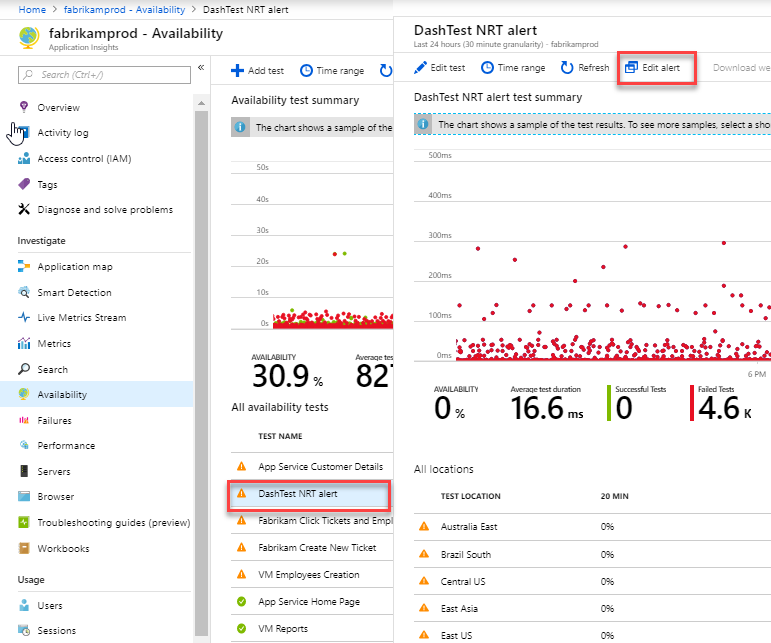 Home > fabrikamprod - Availability > DashTest NRT alert
fabrikamprod - Availability
Application Insights
Search (Ctrl+/)
«
Overview
Activity log
Access control (IAM)
Tags
Diagnose and solve problems
Investigate
Application map
Smart Detection
Live Metrics Stream
Metrics
Search
Availability
Failures
Performance
Servers
Browser
Troubleshooting guides (preview)
Workbooks
Usage
Users
Sessions
Add test
Time range
Availability test summary
The chart shows a sample of the
50s
40s
30s
20s
10s
0s
AVAILABILITY
30.9 %
Average tes
827
All availability tests
TEST NAME
App Service Customer Details
DashTest NRT alert
Fabrikam Click Tickets and Empl
Fabrikam Create New Ticket
VM Employees Creation
App Service Home Page
VM Reports
DashTest NRT alert
Last 24 hours (30 minute granularity) - fabrikamprod
Edit test
Time range
Refresh
Edit alert
Download we
DashTest NRT alert test summary
The chart shows a sample of the test results. To see more samples, select a sho
500ms
400ms
300ms
200ms
100ms
0ms
6 PM
AVAILABILITY
0 %
Average test duration
16.6 ms
Successful Tests
0
Failed Tests
4.6 K
All locations
TEST LOCATION 20 MIN
Australia East 0%
Brazil South 0%
Central US 0%
East Asia 0%
East US 0%